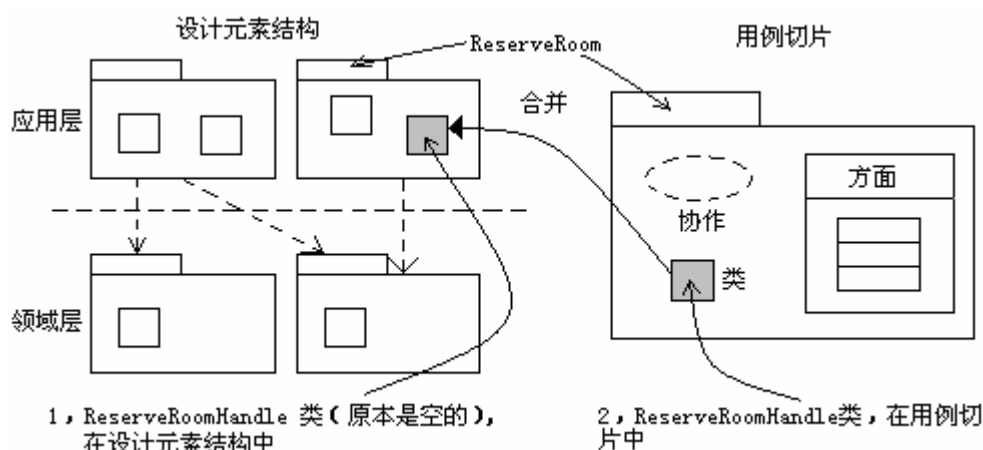 设计元素结构
ReserveRoom
用例切片
应用层
合并
方面
协作
类
领域层
1，ReserveRoomHandle 类（原本是空的），
在设计元素结构中
2，ReserveRoomHandle类，在用例切
片中